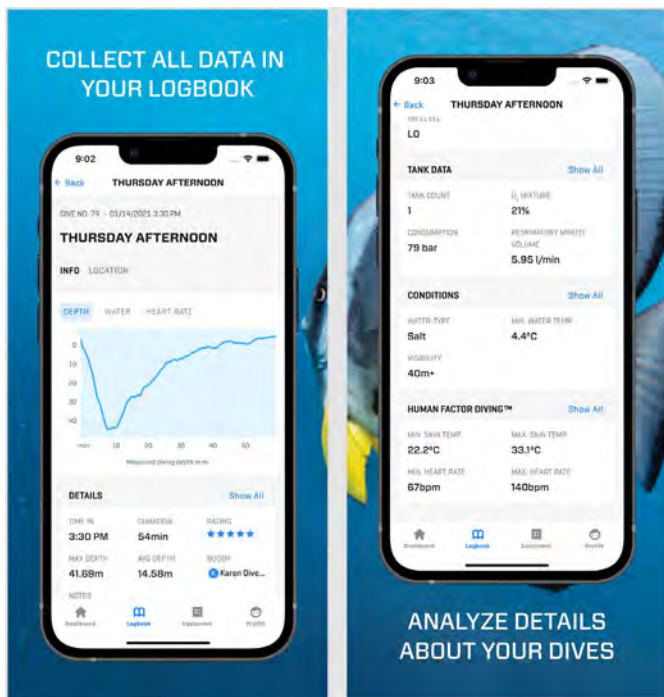 COLLECT ALL DATA IN
YOUR LOGBOOK
9:02
← Back THURSDAY AFTERNOON
DIVE NO. 74 - 01/14/2021 3:30 PM
THURSDAY AFTERNOON
INFO LOCATION
DEPTH WATER HEART RATE
0
10
20
30
40
min 10 20 30 40 50
Measured diving depth in m
DETAILS Show All
TIME IN DURATION RATING
3:30 PM 54min ★★★★★
MAX DEPTH AVG DEPTH BUDDY
41.69m 14.58m K Karen Dive...
NOTES
Dashboard Logbook Equipment Profile
9:03
← Back THURSDAY AFTERNOON
LO
TANK DATA Show All
TANK COUNT O₂ MIXTURE
1 21%
CONSUMPTION RESPIRATORY MINUTE
VOLUME
79 bar 5.95 l/min
CONDITIONS Show All
WATER TYPE MIN. WATER TEMP
Salt 4.4°C
VISIBILITY
40m+
HUMAN FACTOR DIVING™ Show All
MIN. SKIN TEMP MAX. SKIN TEMP
22.2°C 33.1°C
MIN. HEART RATE MAX. HEART RATE
67bpm 140bpm
Dashboard Logbook Equipment Profile
ANALYZE DETAILS
ABOUT YOUR DIVES